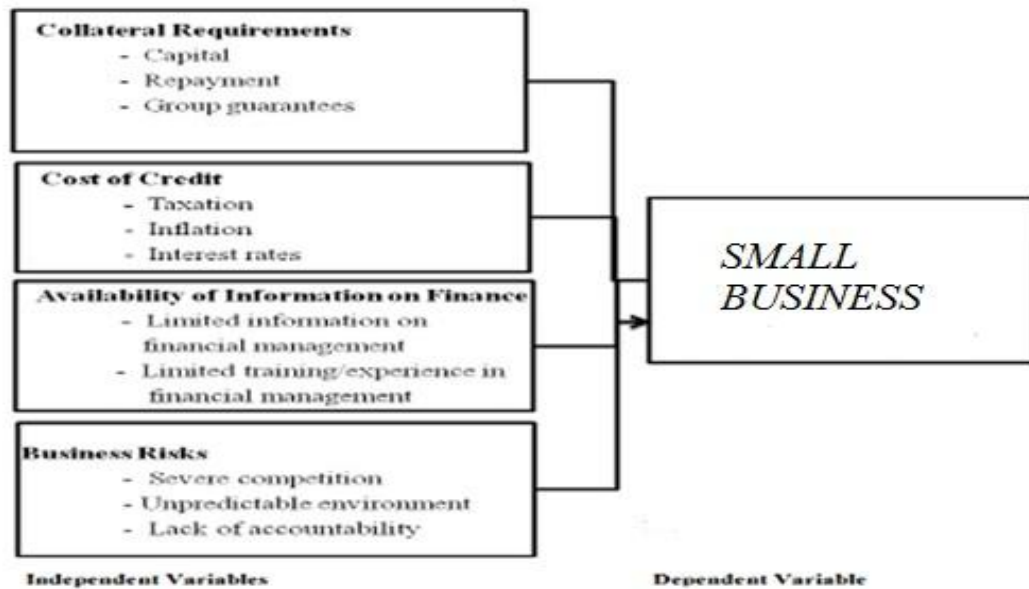 Collateral Requirements
- Capital
- Repayment
- Group guarantees
Cost of Credit
- Taxation
- Inflation
- Interest rates
Availability of Information on Finance
- Limited information on
financial management
- Limited training/experience in
financial management
Business Risks
- Severe competition
- Unpredictable environment
- Lack of accountability
SMALL
BUSINESS
Independent Variables
Dependent Variable